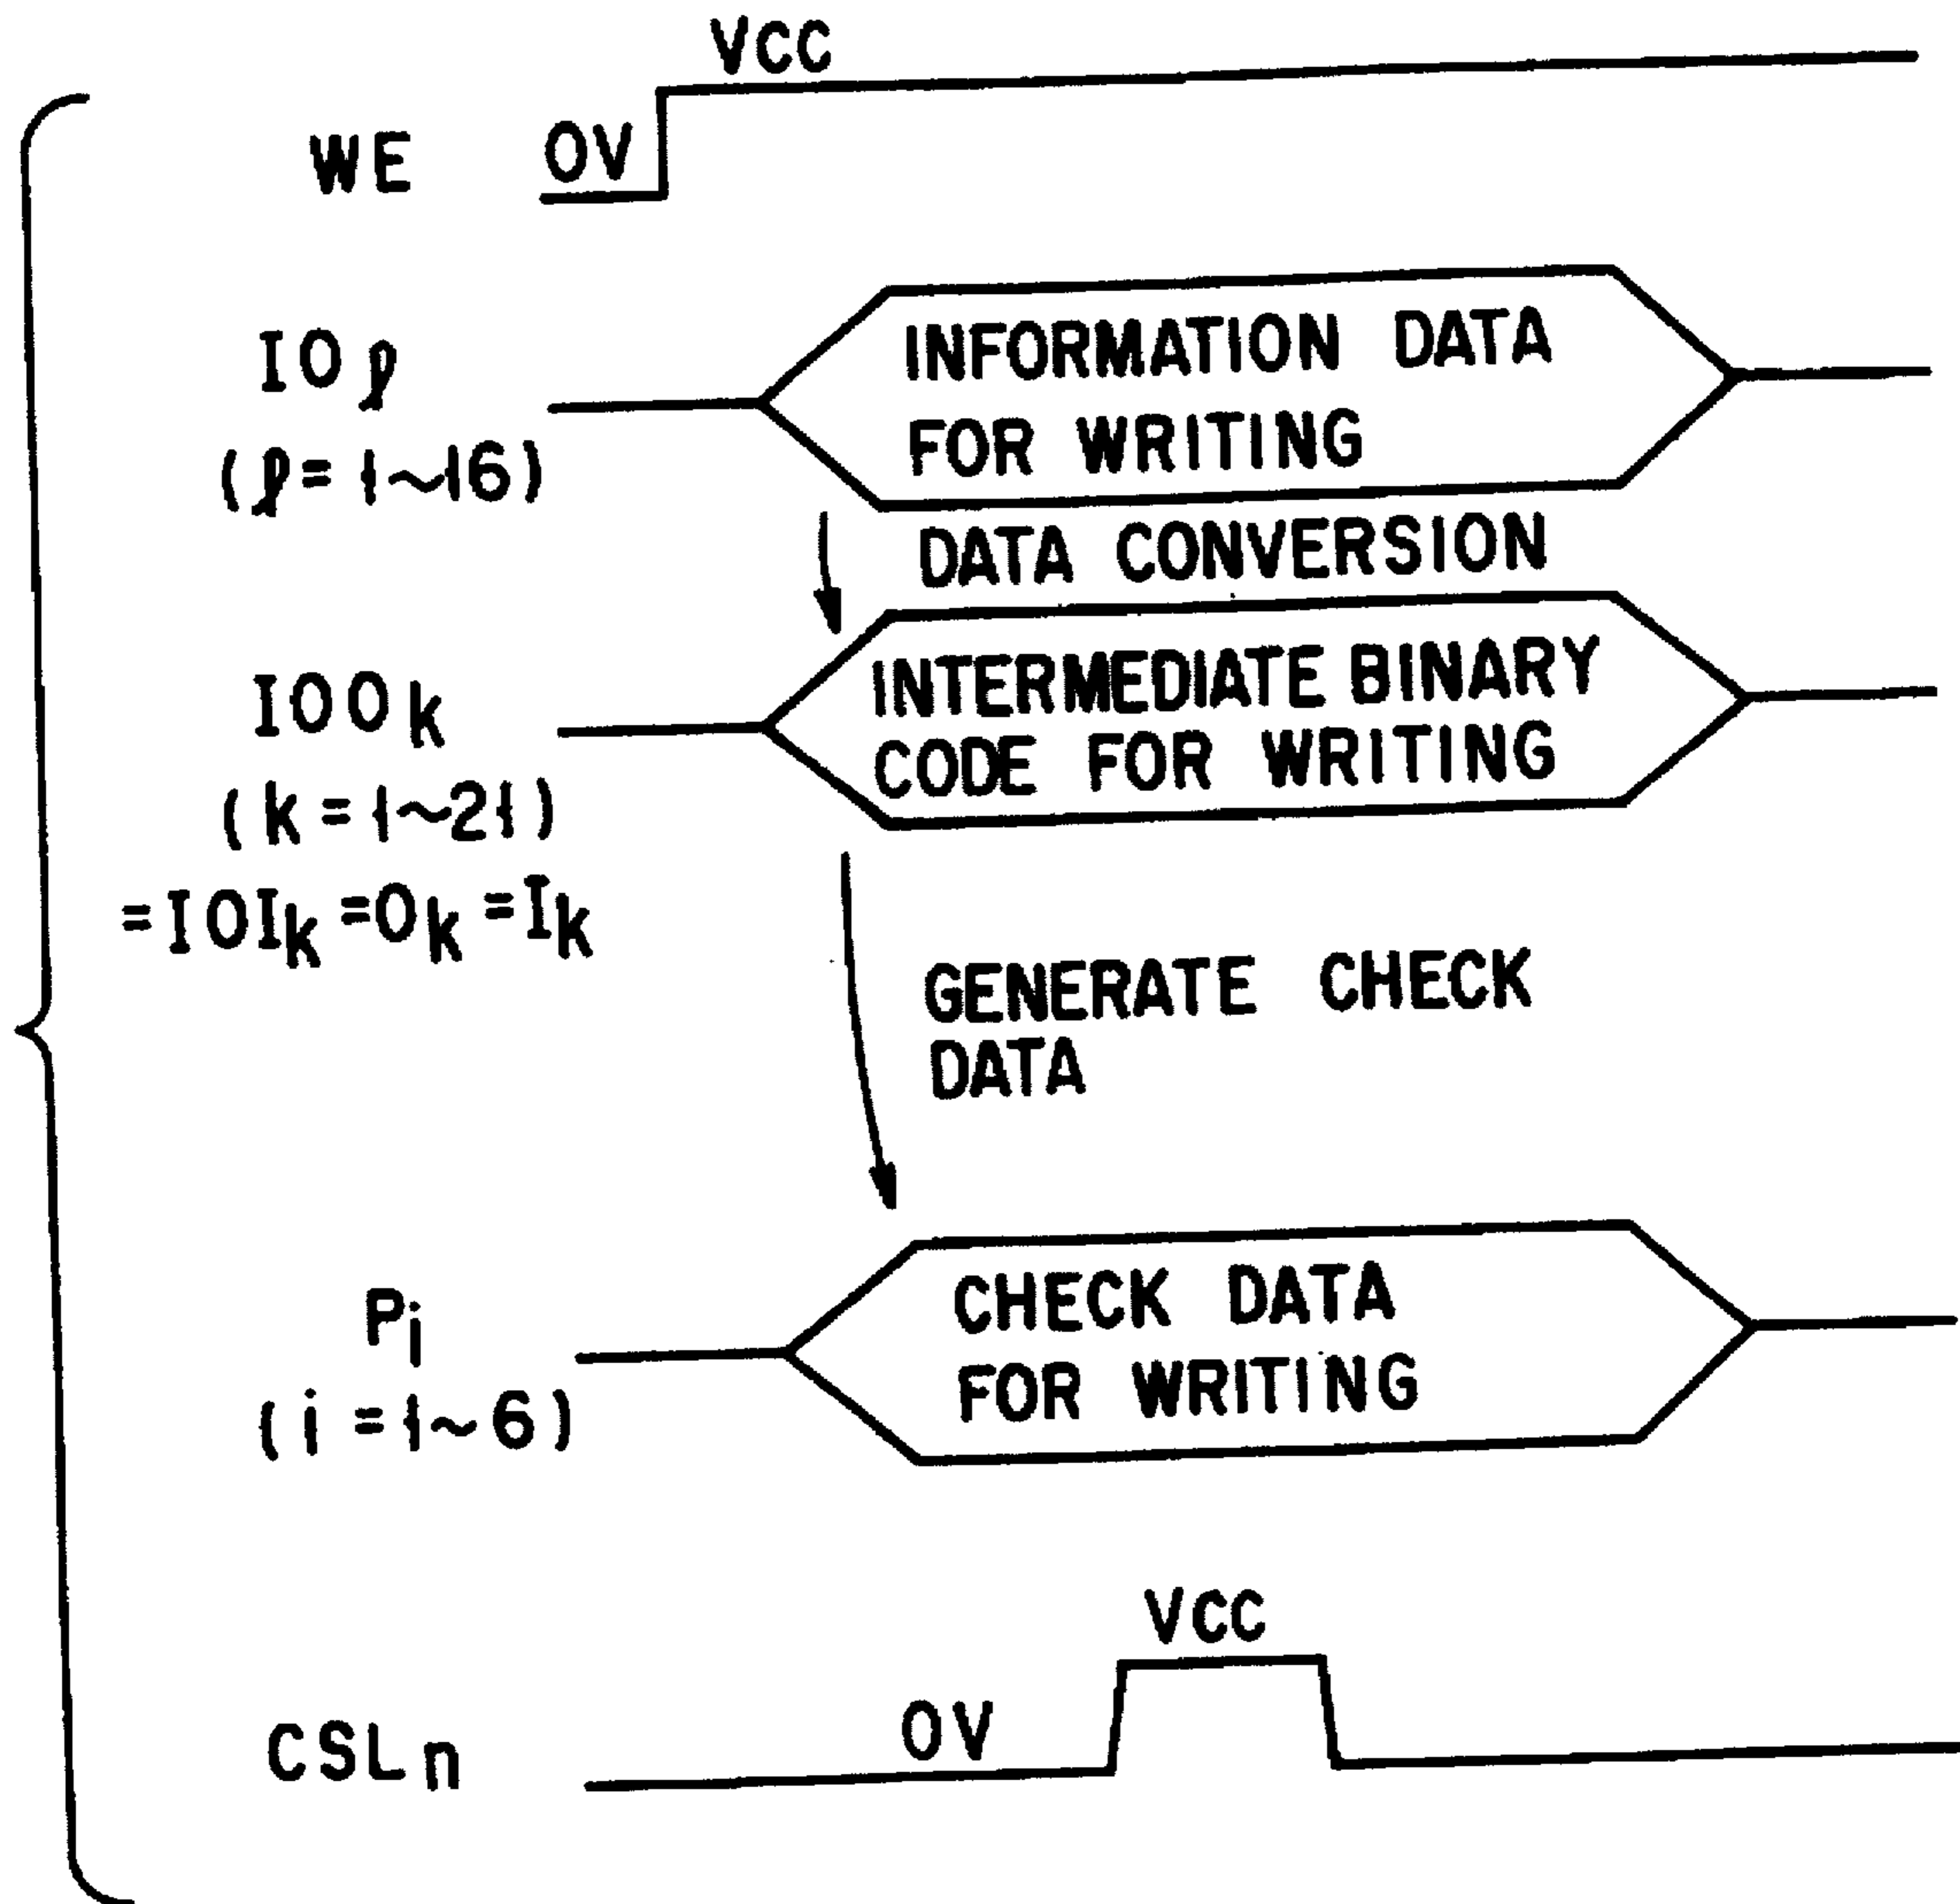 VCC
WE 0V
IOℓ
(ℓ=1~16)
INFORMATION DATA
FOR WRITING
DATA CONVERSION
IOOk
(k=1~21)
=IOIk=Ok=Ik
INTERMEDIATE BINARY
CODE FOR WRITING
GENERATE CHECK
DATA
Pi
(i=1~6)
CHECK DATA
FOR WRITING
VCC
0V
CSLn